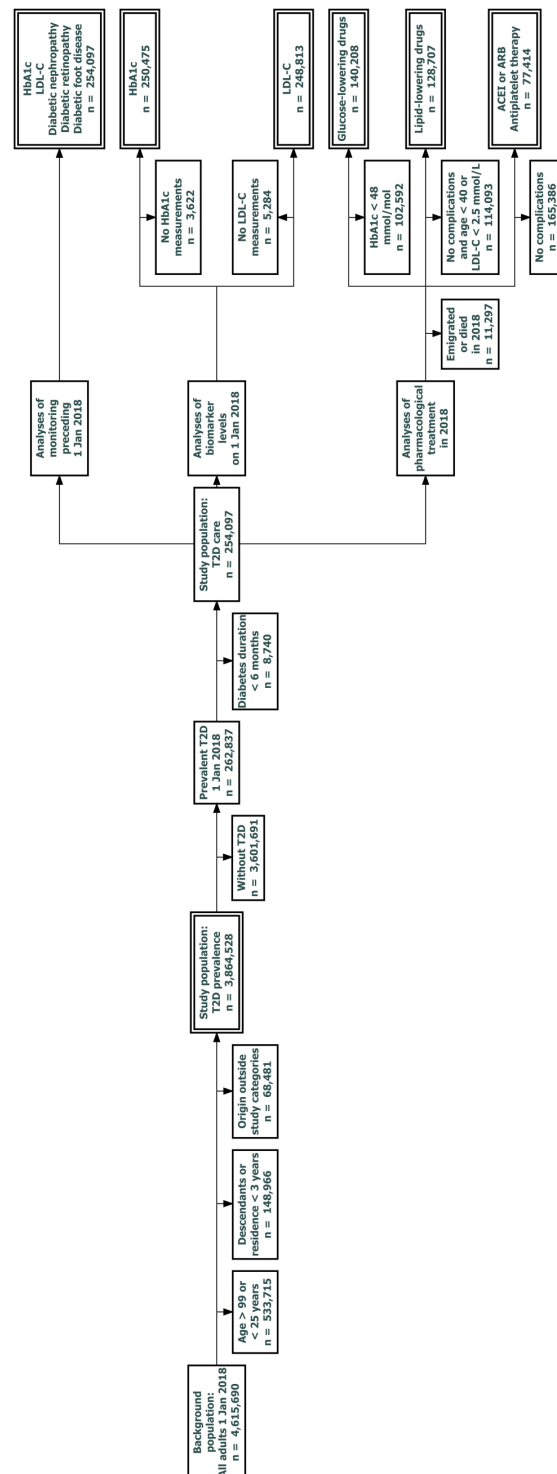 Background
population:
All adults 1 Jan 2018
n = 4,615,690
Age > 99 or
< 25 years
n = 533,715
Descendants or
residence < 3 years
n = 148,966
Origin outside
study categories
n = 68,481
Study population:
T2D prevalence
n = 3,864,528
Without T2D
n = 3,601,691
Prevalent T2D
1 Jan 2018
n = 262,837
Diabetes duration
< 6 months
n = 8,740
Study population:
T2D care
n = 254,097
Analyses of
monitoring
preceding
1 Jan 2018
HbA1c
LDL-C
Diabetic nephropathy
Diabetic retinopathy
Diabetic foot disease
n = 254,097
Analyses of
biomarker
levels
on 1 Jan 2018
No HbA1c
measurements
n = 3,622
HbA1c
n = 250,475
No LDL-C
measurements
n = 5,284
LDL-C
n = 248,813
Analyses of
pharmacological
treatment
in 2018
Emigrated
or died
in 2018
n = 11,297
HbA1c < 48
mmol/mol
n = 102,592
Glucose-lowering drugs
n = 140,208
No complications
and age < 40 or
LDL-C < 2.5 mmol/L
n = 114,093
Lipid-lowering drugs
n = 128,707
No complications
n = 165,386
ACEI or ARB
Antiplatelet therapy
n = 77,414